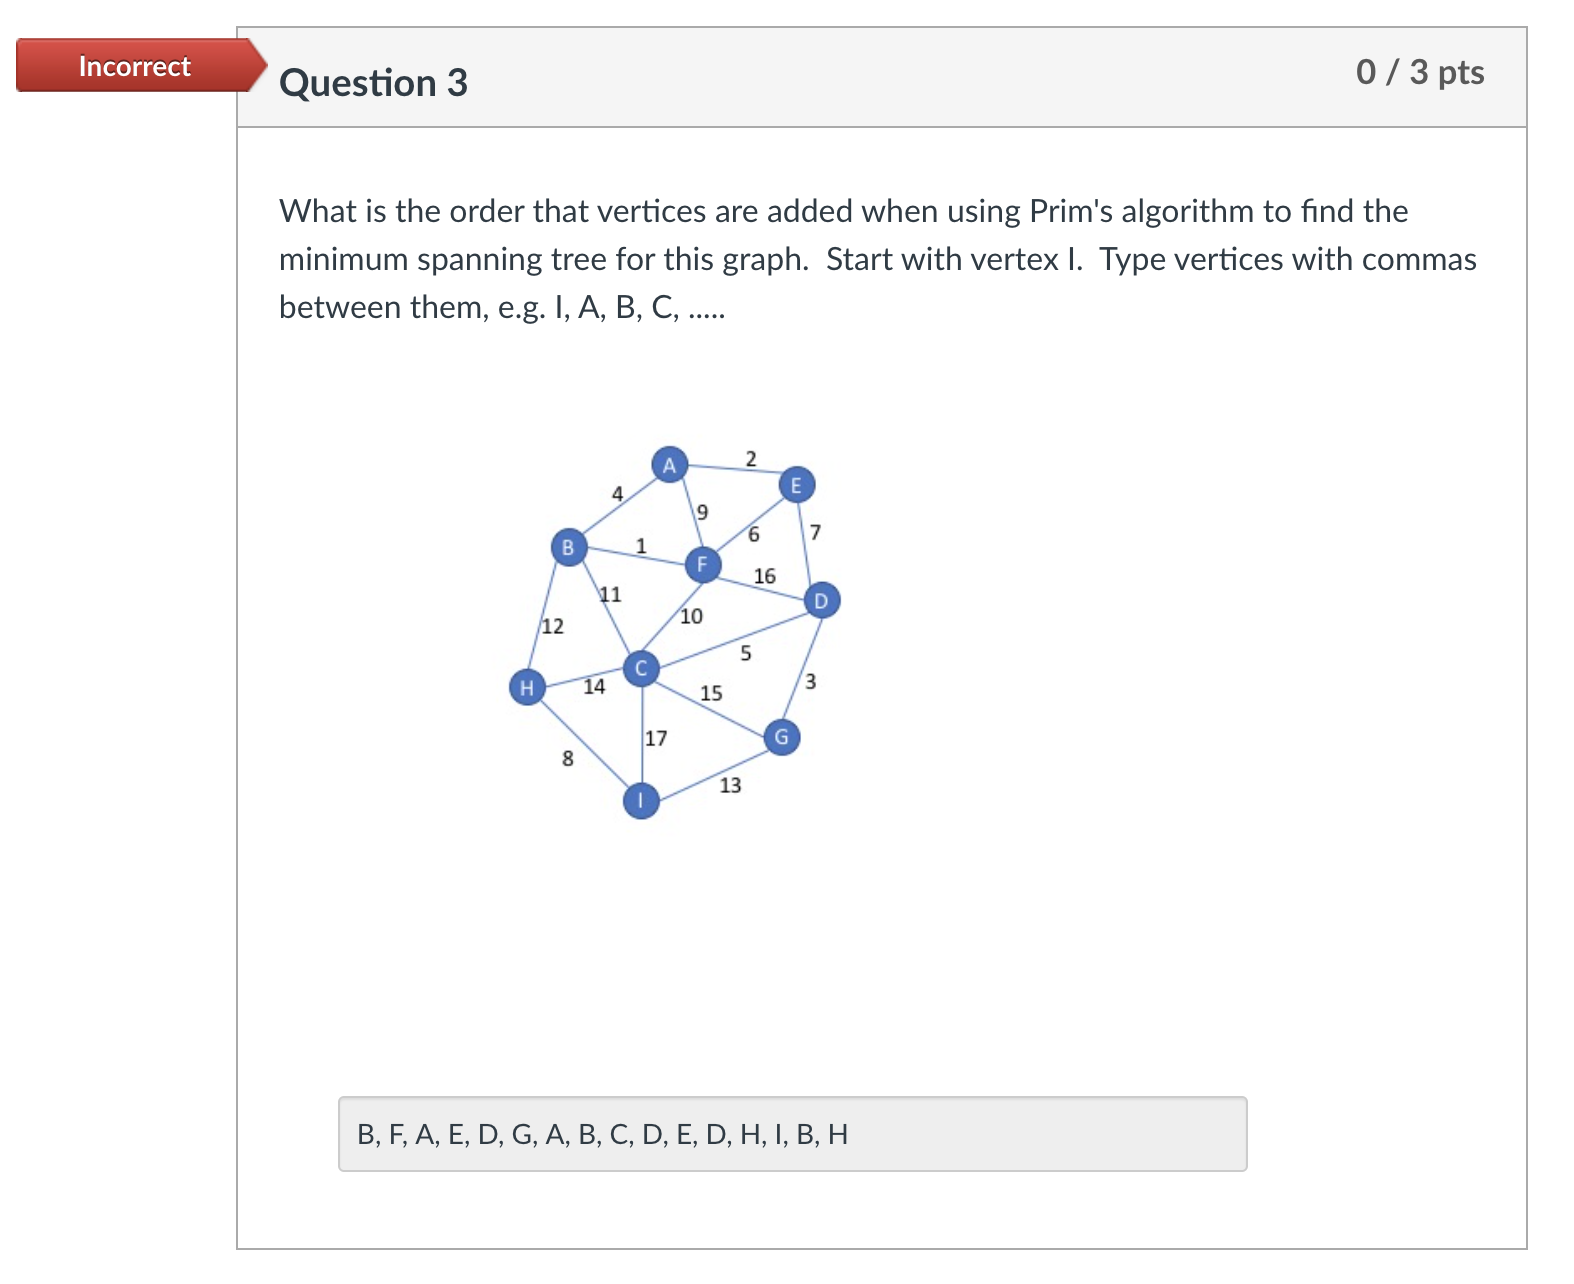 Incorrect
Question 3
0 / 3 pts
What is the order that vertices are added when using Prim's algorithm to find the
minimum spanning tree for this graph.  Start with vertex I.  Type vertices with commas
between them, e.g. I, A, B, C, .....
A
2
E
4
9
6
7
B
1
F
16
D
11
10
12
5
C
H
14
15
3
17
G
8
13
I
B, F, A, E, D, G, A, B, C, D, E, D, H, I, B, H